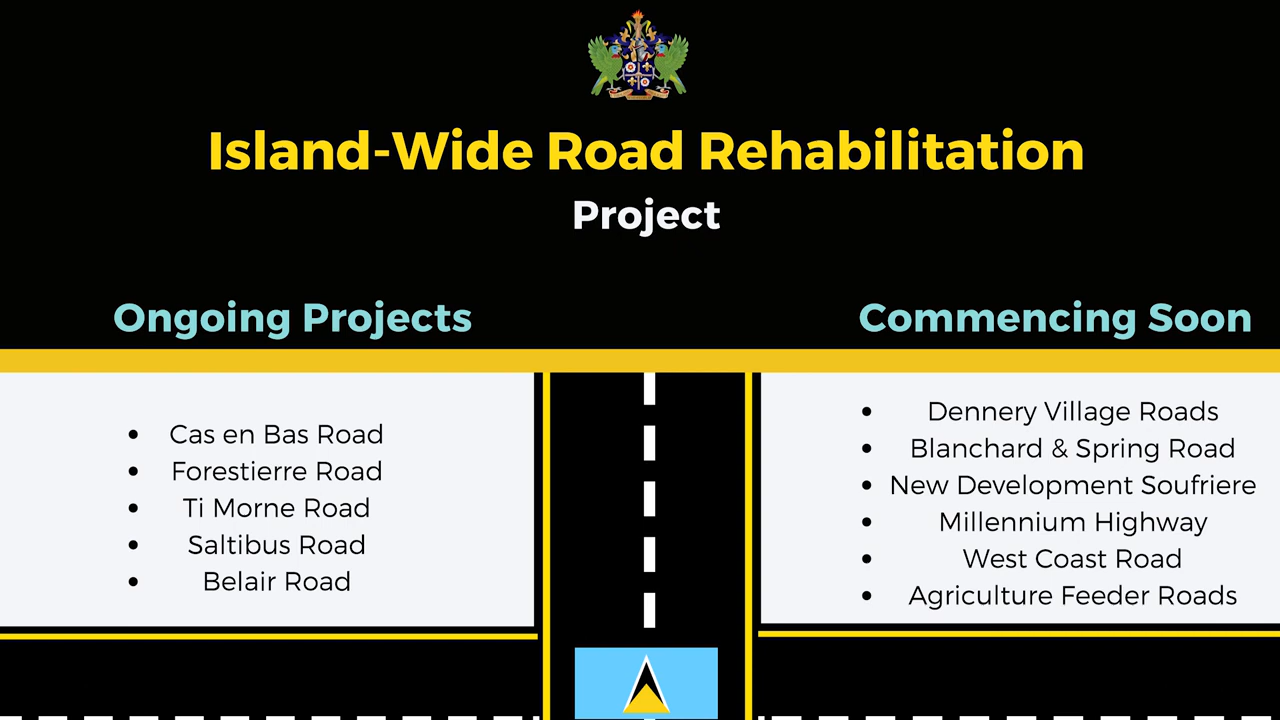 Island-Wide Road Rehabilitation
Project
Ongoing Projects
• Cas en Bas Road
• Forestierre Road
• Ti Morne Road
• Saltibus Road
• Belair Road
Commencing Soon
• Dennery Village Roads
• Blanchard & Spring Road
• New Development Soufriere
• Millennium Highway
• West Coast Road
• Agriculture Feeder Roads